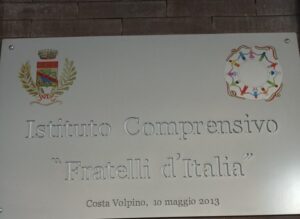 Istituto Comprensivo
"Fratelli d'Italia"
Costa Volpino, 10 maggio 2013